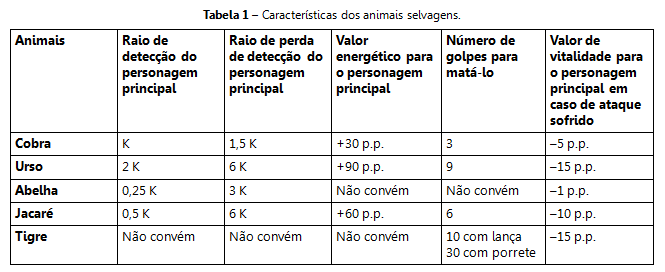 Tabela 1 – Características dos animais selvagens.
Animais Raio de detecção do personagem principal Raio de perda de detecção do personagem principal Valor energético para o personagem principal Número de golpes para matá-lo Valor de vitalidade para o personagem principal em caso de ataque sofrido
Cobra K 1,5 K +30 p.p. 3 –5 p.p.
Urso 2 K 6 K +90 p.p. 9 –15 p.p.
Abelha 0,25 K 3 K Não convém Não convém –1 p.p.
Jacaré 0,5 K 6 K +60 p.p. 6 –10 p.p.
Tigre Não convém Não convém Não convém 10 com lança 30 com porrete –15 p.p.